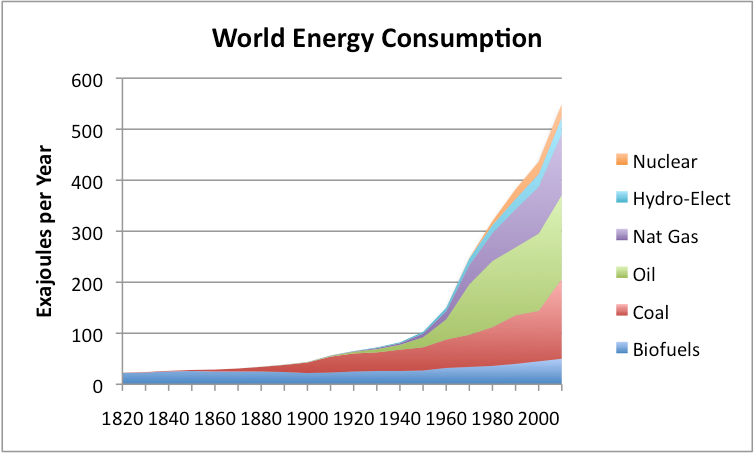 World Energy Consumption
Exajoules per Year
600
500
400
300
200
100
0
1820 1840 1860 1880 1900 1920 1940 1960 1980 2000
Nuclear
Hydro-Elect
Nat Gas
Oil
Coal
Biofuels